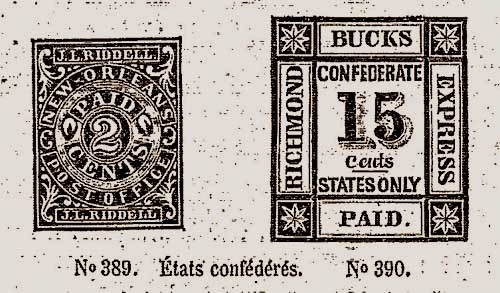 J.L.RIDDELL
NEW-ORLEANS
PAID
2
CENTS
POST OFFICE
J.L.RIDDELL
BUCKS
RICHMOND
CONFEDERATE
15
Cents
STATES ONLY
EXPRESS
PAID.
No 389. États confédérés. No 390.